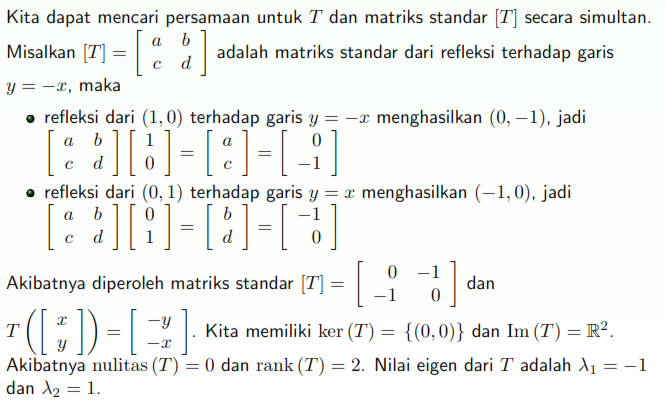 Kita dapat mencari persamaan untuk T dan matriks standar [T] secara simultan.
Misalkan [T] = [ a b ; c d ] adalah matriks standar dari refleksi terhadap garis
y = −x, maka
• refleksi dari (1, 0) terhadap garis y = −x menghasilkan (0, −1), jadi
[ a b ; c d ] [ 1 ; 0 ] = [ a ; c ] = [ 0 ; −1 ]
• refleksi dari (0, 1) terhadap garis y = x menghasilkan (−1, 0), jadi
[ a b ; c d ] [ 0 ; 1 ] = [ b ; d ] = [ −1 ; 0 ]
Akibatnya diperoleh matriks standar [T] = [ 0 −1 ; −1 0 ] dan
T ( [ x ; y ] ) = [ −y ; −x ]. Kita memiliki ker (T) = {(0, 0)} dan Im (T) = ℝ².
Akibatnya nulitas (T) = 0 dan rank (T) = 2. Nilai eigen dari T adalah λ₁ = −1
dan λ₂ = 1.